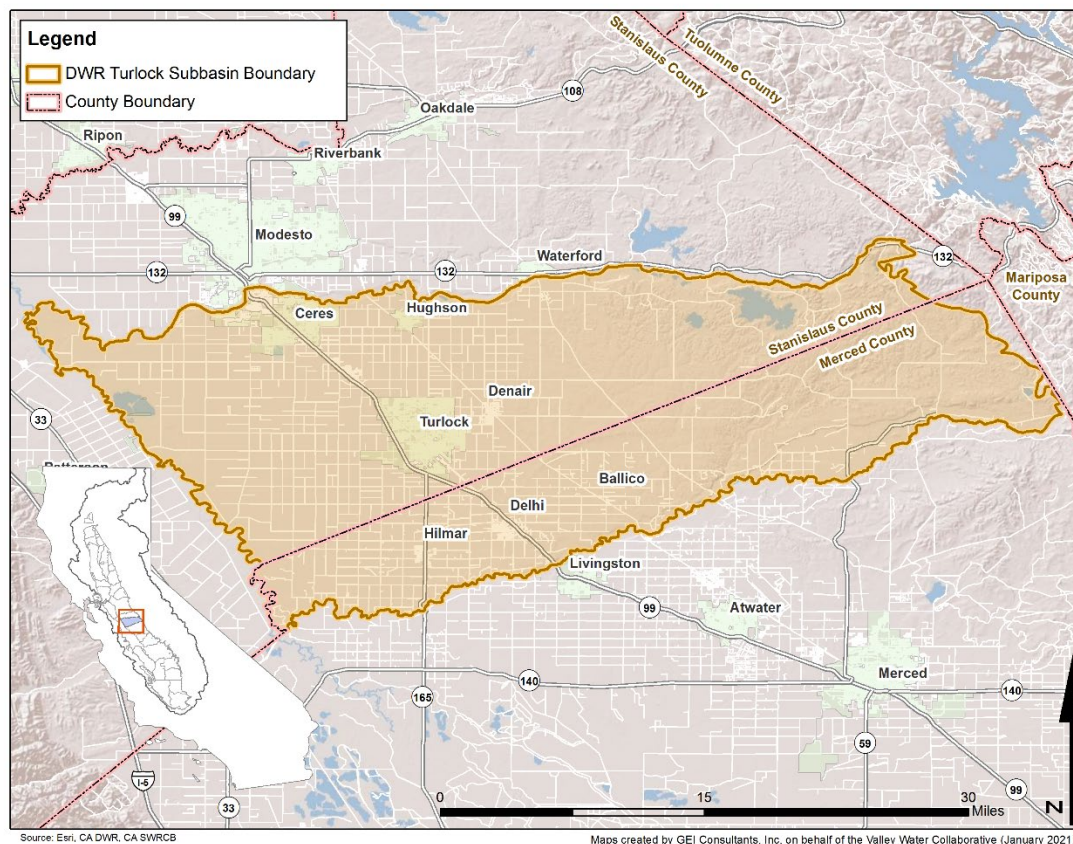 Legend
DWR Turlock Subbasin Boundary
County Boundary
Stanislaus County
Tuolumne County
108
Oakdale
Ripon
Riverbank
99
Modesto
132
132
Waterford
132
Mariposa
County
Ceres
Hughson
Stanislaus County
Merced County
Denair
33
Turlock
Patterson
Ballico
Delhi
Hilmar
Livingston
99
Atwater
Merced
140
140
165
59
I-5
33
99
0
15
30
Miles
N
Source: Esri, CA DWR, CA SWRCB
Maps created by GEI Consultants, Inc. on behalf of the Valley Water Collaborative (January 2021